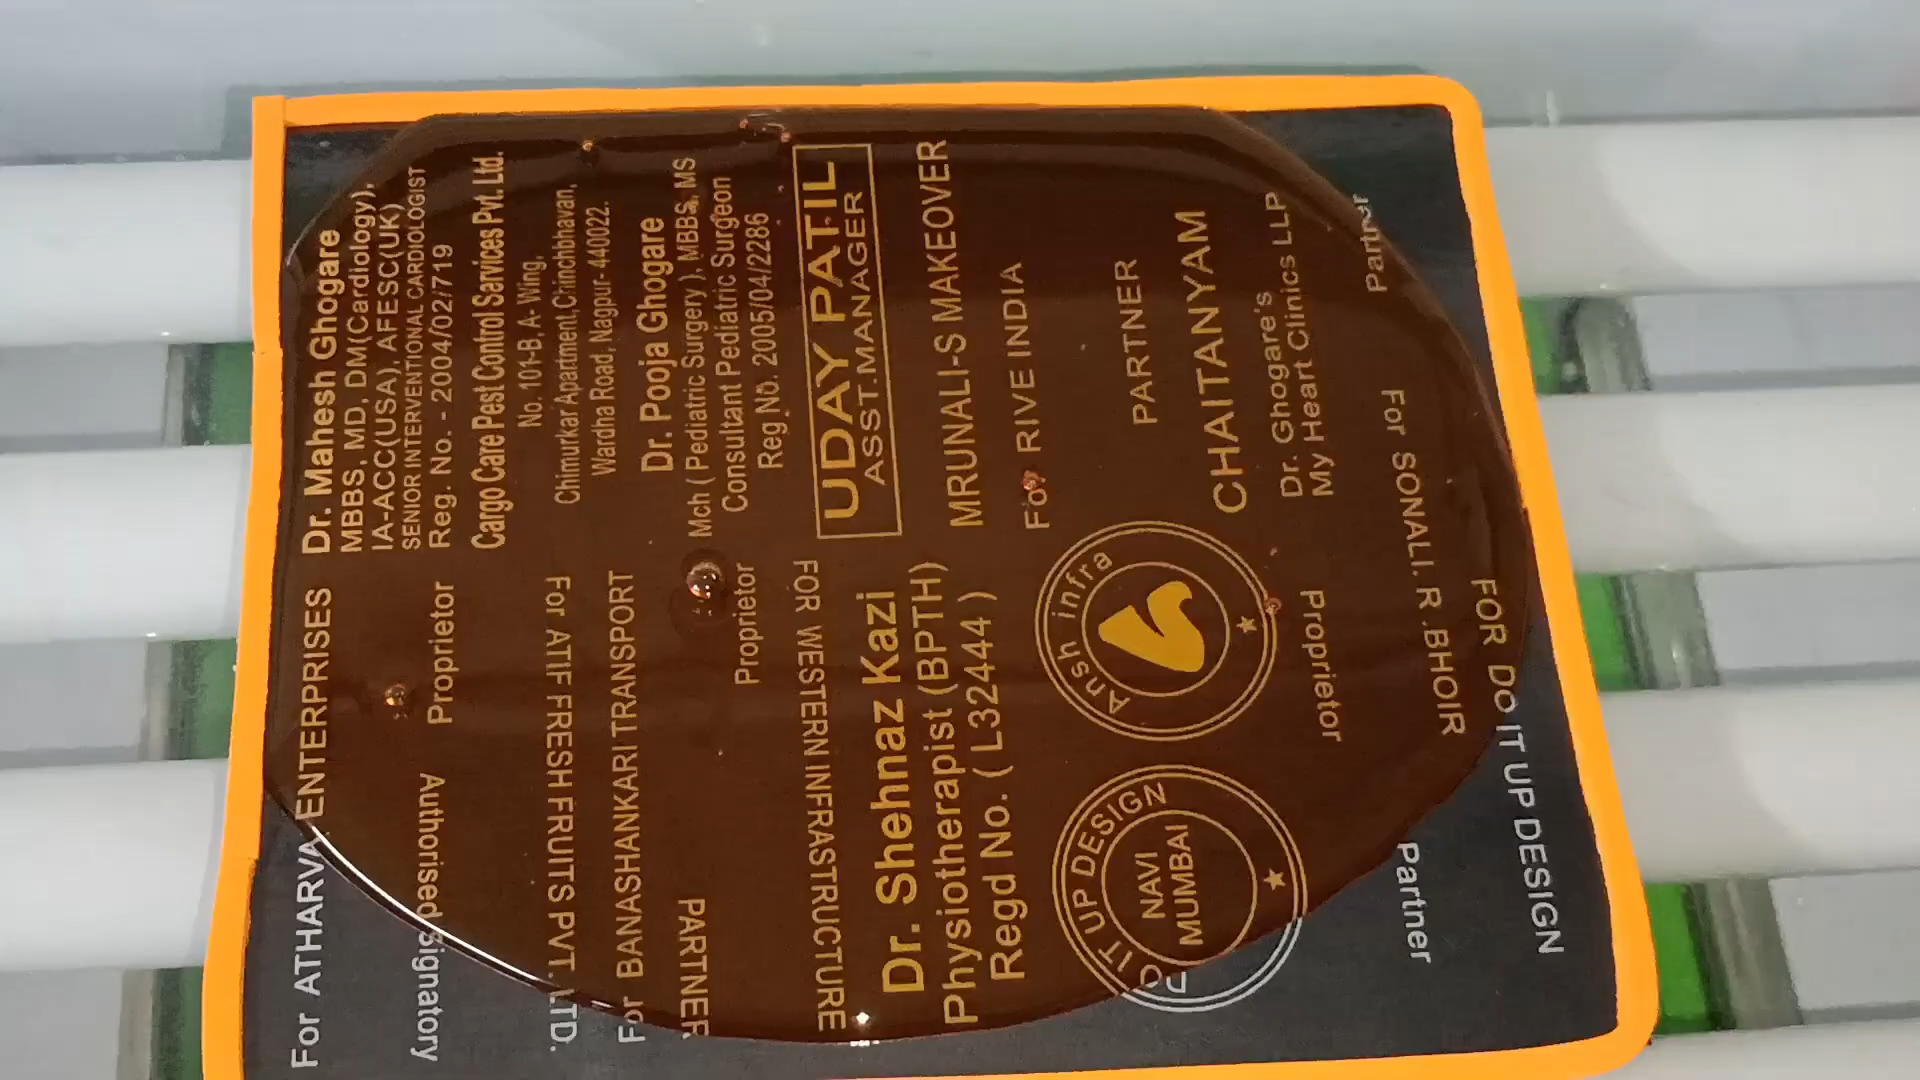 For ATHARVA ENTERPRISES
Authorised Signatory
Proprietor
For ATIF FRESH FRUITS PVT. LTD.
For BANASHANKARI TRANSPORT
PARTNER
Proprietor
FOR WESTERN INFRASTRUCTURE
Dr. Shehnaz Kazi
Physiotherapist (BPTH)
Regd No. ( L32444 )
DO IT UP DESIGN
NAVI
MUMBAI
Ansh infra
Proprietor
Partner
For SONALI. R .BHOIR
FOR DO IT UP DESIGN
Dr. Mahesh Ghogare
MBBS, MD, DM(Cardiology),
IA-ACC(USA), AFESC(UK)
SENIOR INTERVENTIONAL CARDIOLOGIST
Reg. No. - 2004/02/719
Cargo Care Pest Control Services Pvt. Ltd.
No. 101-B, A- Wing,
Chimurkar Apartment, Chinchbhavan,
Wardha Road, Nagpur-440022.
Dr. Pooja Ghogare
Mch ( Pediatric Surgery ), MBBS, MS
Consultant Pediatric Surgeon
Reg No. 2005/04/2286
UDAY PATIL
ASST.MANAGER
MRUNALI-S MAKEOVER
For RIVE INDIA
PARTNER
CHAITANYAM
Dr. Ghogare's
My Heart Clinics LLP
Partner